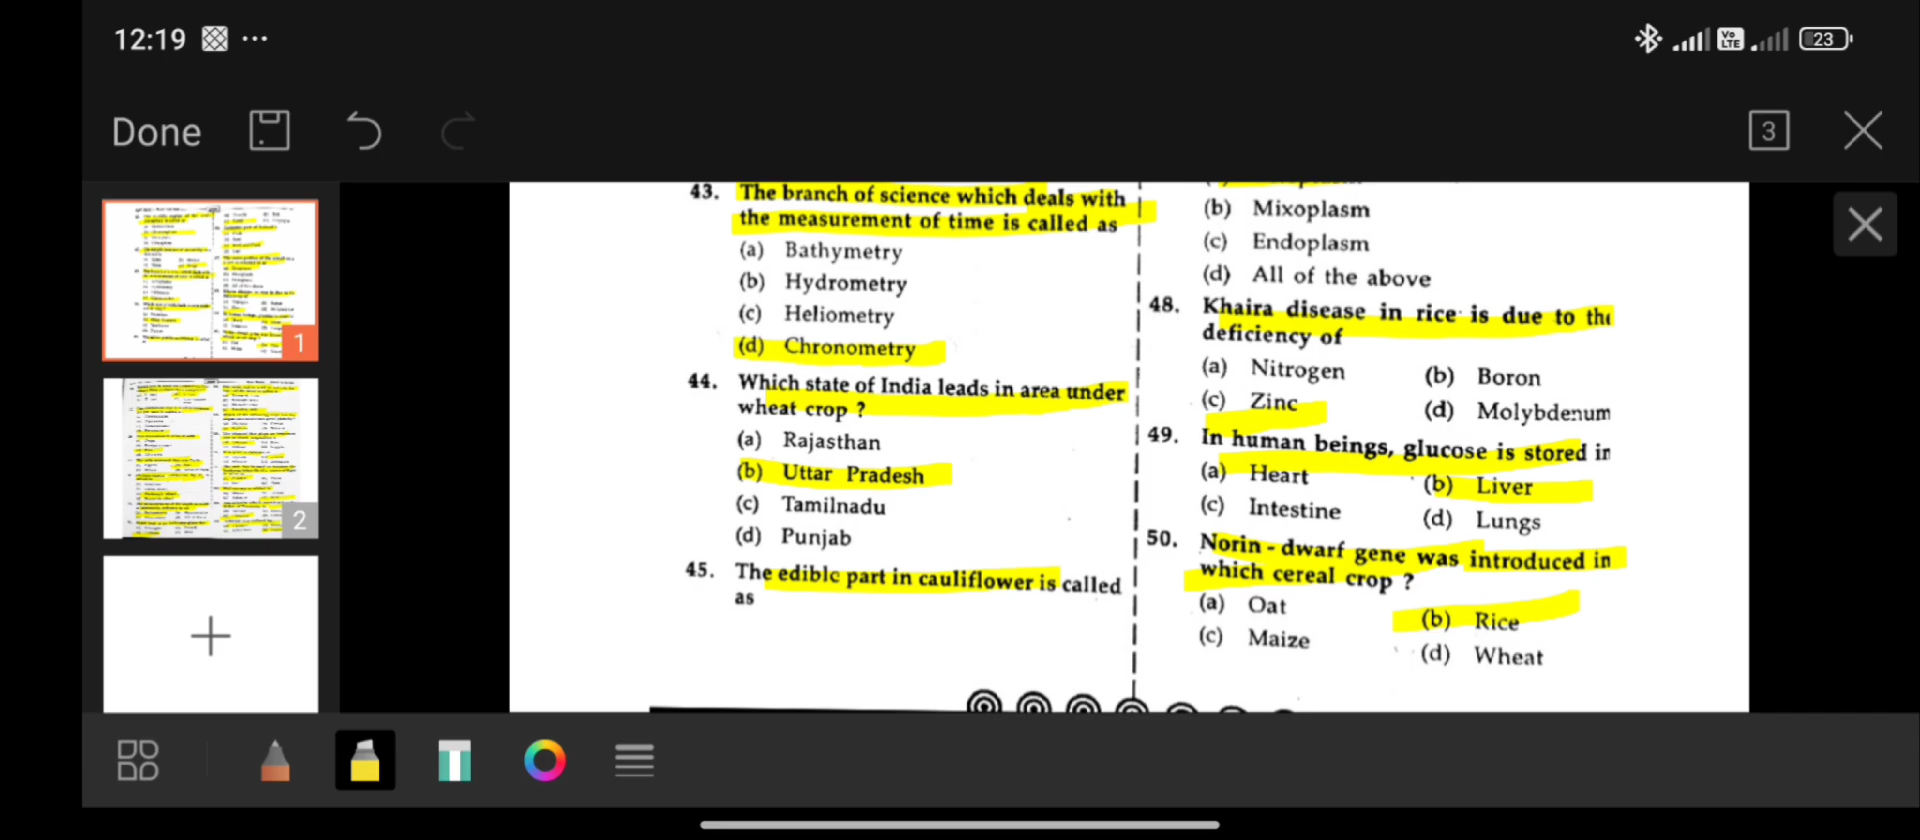 12:19
Vo LTE
23
Done
3
1
2
43. The branch of science which deals with
the measurement of time is called as
(a) Bathymetry
(b) Hydrometry
(c) Heliometry
(d) Chronometry
44. Which state of India leads in area under
wheat crop ?
(a) Rajasthan
(b) Uttar Pradesh
(c) Tamilnadu
(d) Punjab
45. The edible part in cauliflower is called
as
(b) Mixoplasm
(c) Endoplasm
(d) All of the above
48. Khaira disease in rice is due to the
deficiency of
(a) Nitrogen (b) Boron
(c) Zinc (d) Molybdenum
49. In human beings, glucose is stored in
(a) Heart (b) Liver
(c) Intestine (d) Lungs
50. Norin - dwarf gene was introduced in
which cereal crop ?
(a) Oat (b) Rice
(c) Maize (d) Wheat